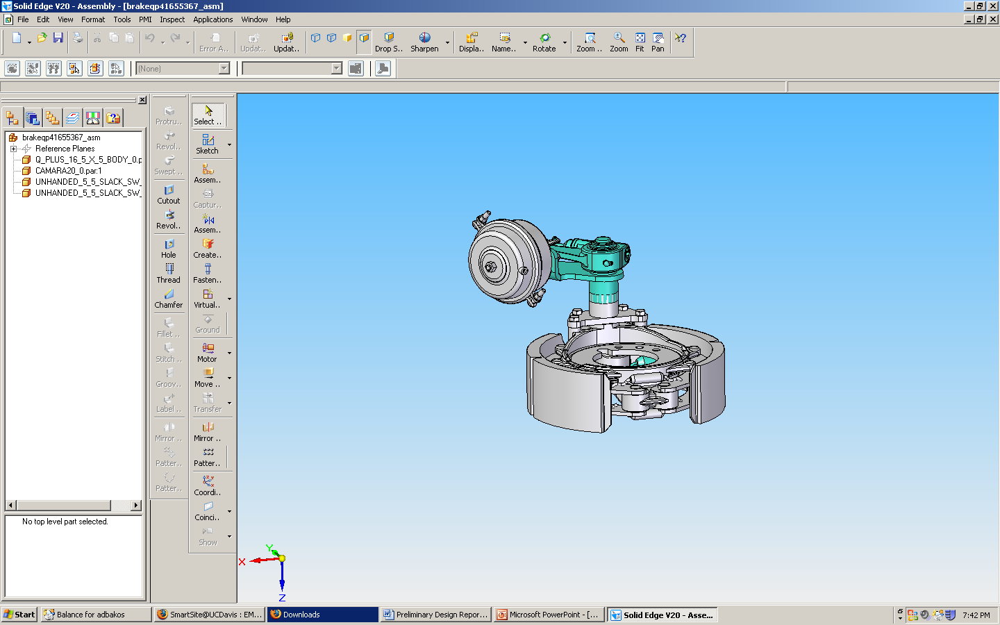 Solid Edge V20 - Assembly - [brakeqp41655367_asm]
File Edit View Format Tools PMI Inspect Applications Window Help
Error A.. Updat.. Updat.. Drop S.. Sharpen Displa.. Name.. Rotate Zoom .. Zoom Fit Pan
(None)
brakeqp41655367_asm
Reference Planes
Q_PLUS_16_5_X_5_BODY_0.p
CAMARA20_0.par:1
UNHANDED_5_5_SLACK_SW_
UNHANDED_5_5_SLACK_SW_
No top level part selected.
Protru..
Revol..
Swept ..
Cutout
Revol..
Hole
Thread
Chamfer
Fillet ..
Stitch ..
Groov..
Label ..
Mirror ..
Patter..
Patter..
Select ..
Sketch
Assem..
Captur..
Assem..
Create..
Fasten..
Virtual..
Ground
Motor
Move ..
Transfer
Mirror ..
Patter..
Coordi..
Coinci..
Show
Y
X
Z
Start Balance for adbakos SmartSite@UCDavis : EM... Downloads Preliminary Design Repor... Microsoft PowerPoint - [... Solid Edge V20 - Asse... 7:42 PM